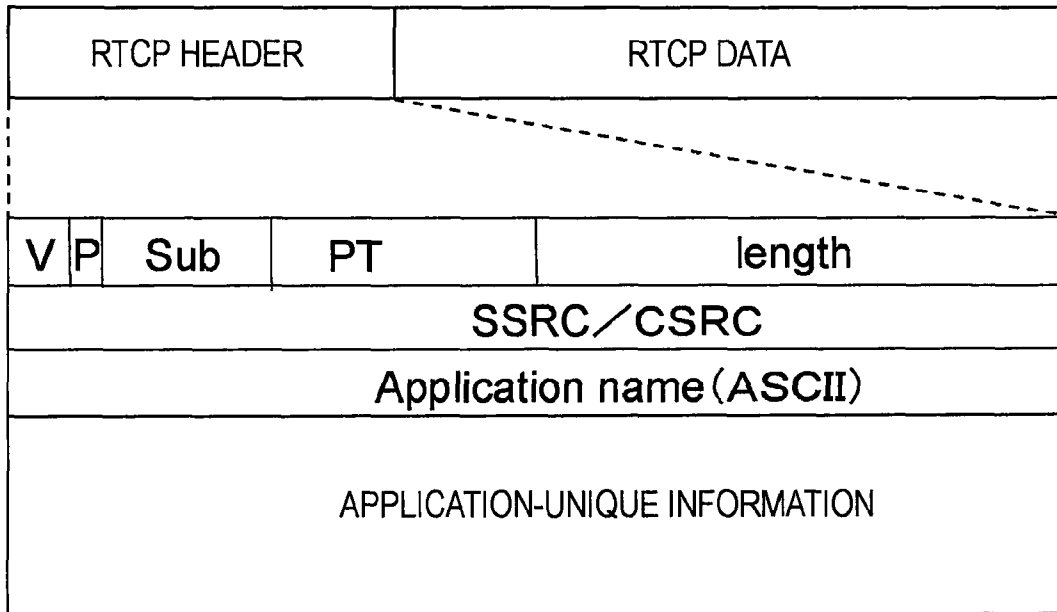 RTCP HEADER RTCP DATA
V P Sub PT length
SSRC／CSRC
Application name(ASCII)
APPLICATION-UNIQUE INFORMATION